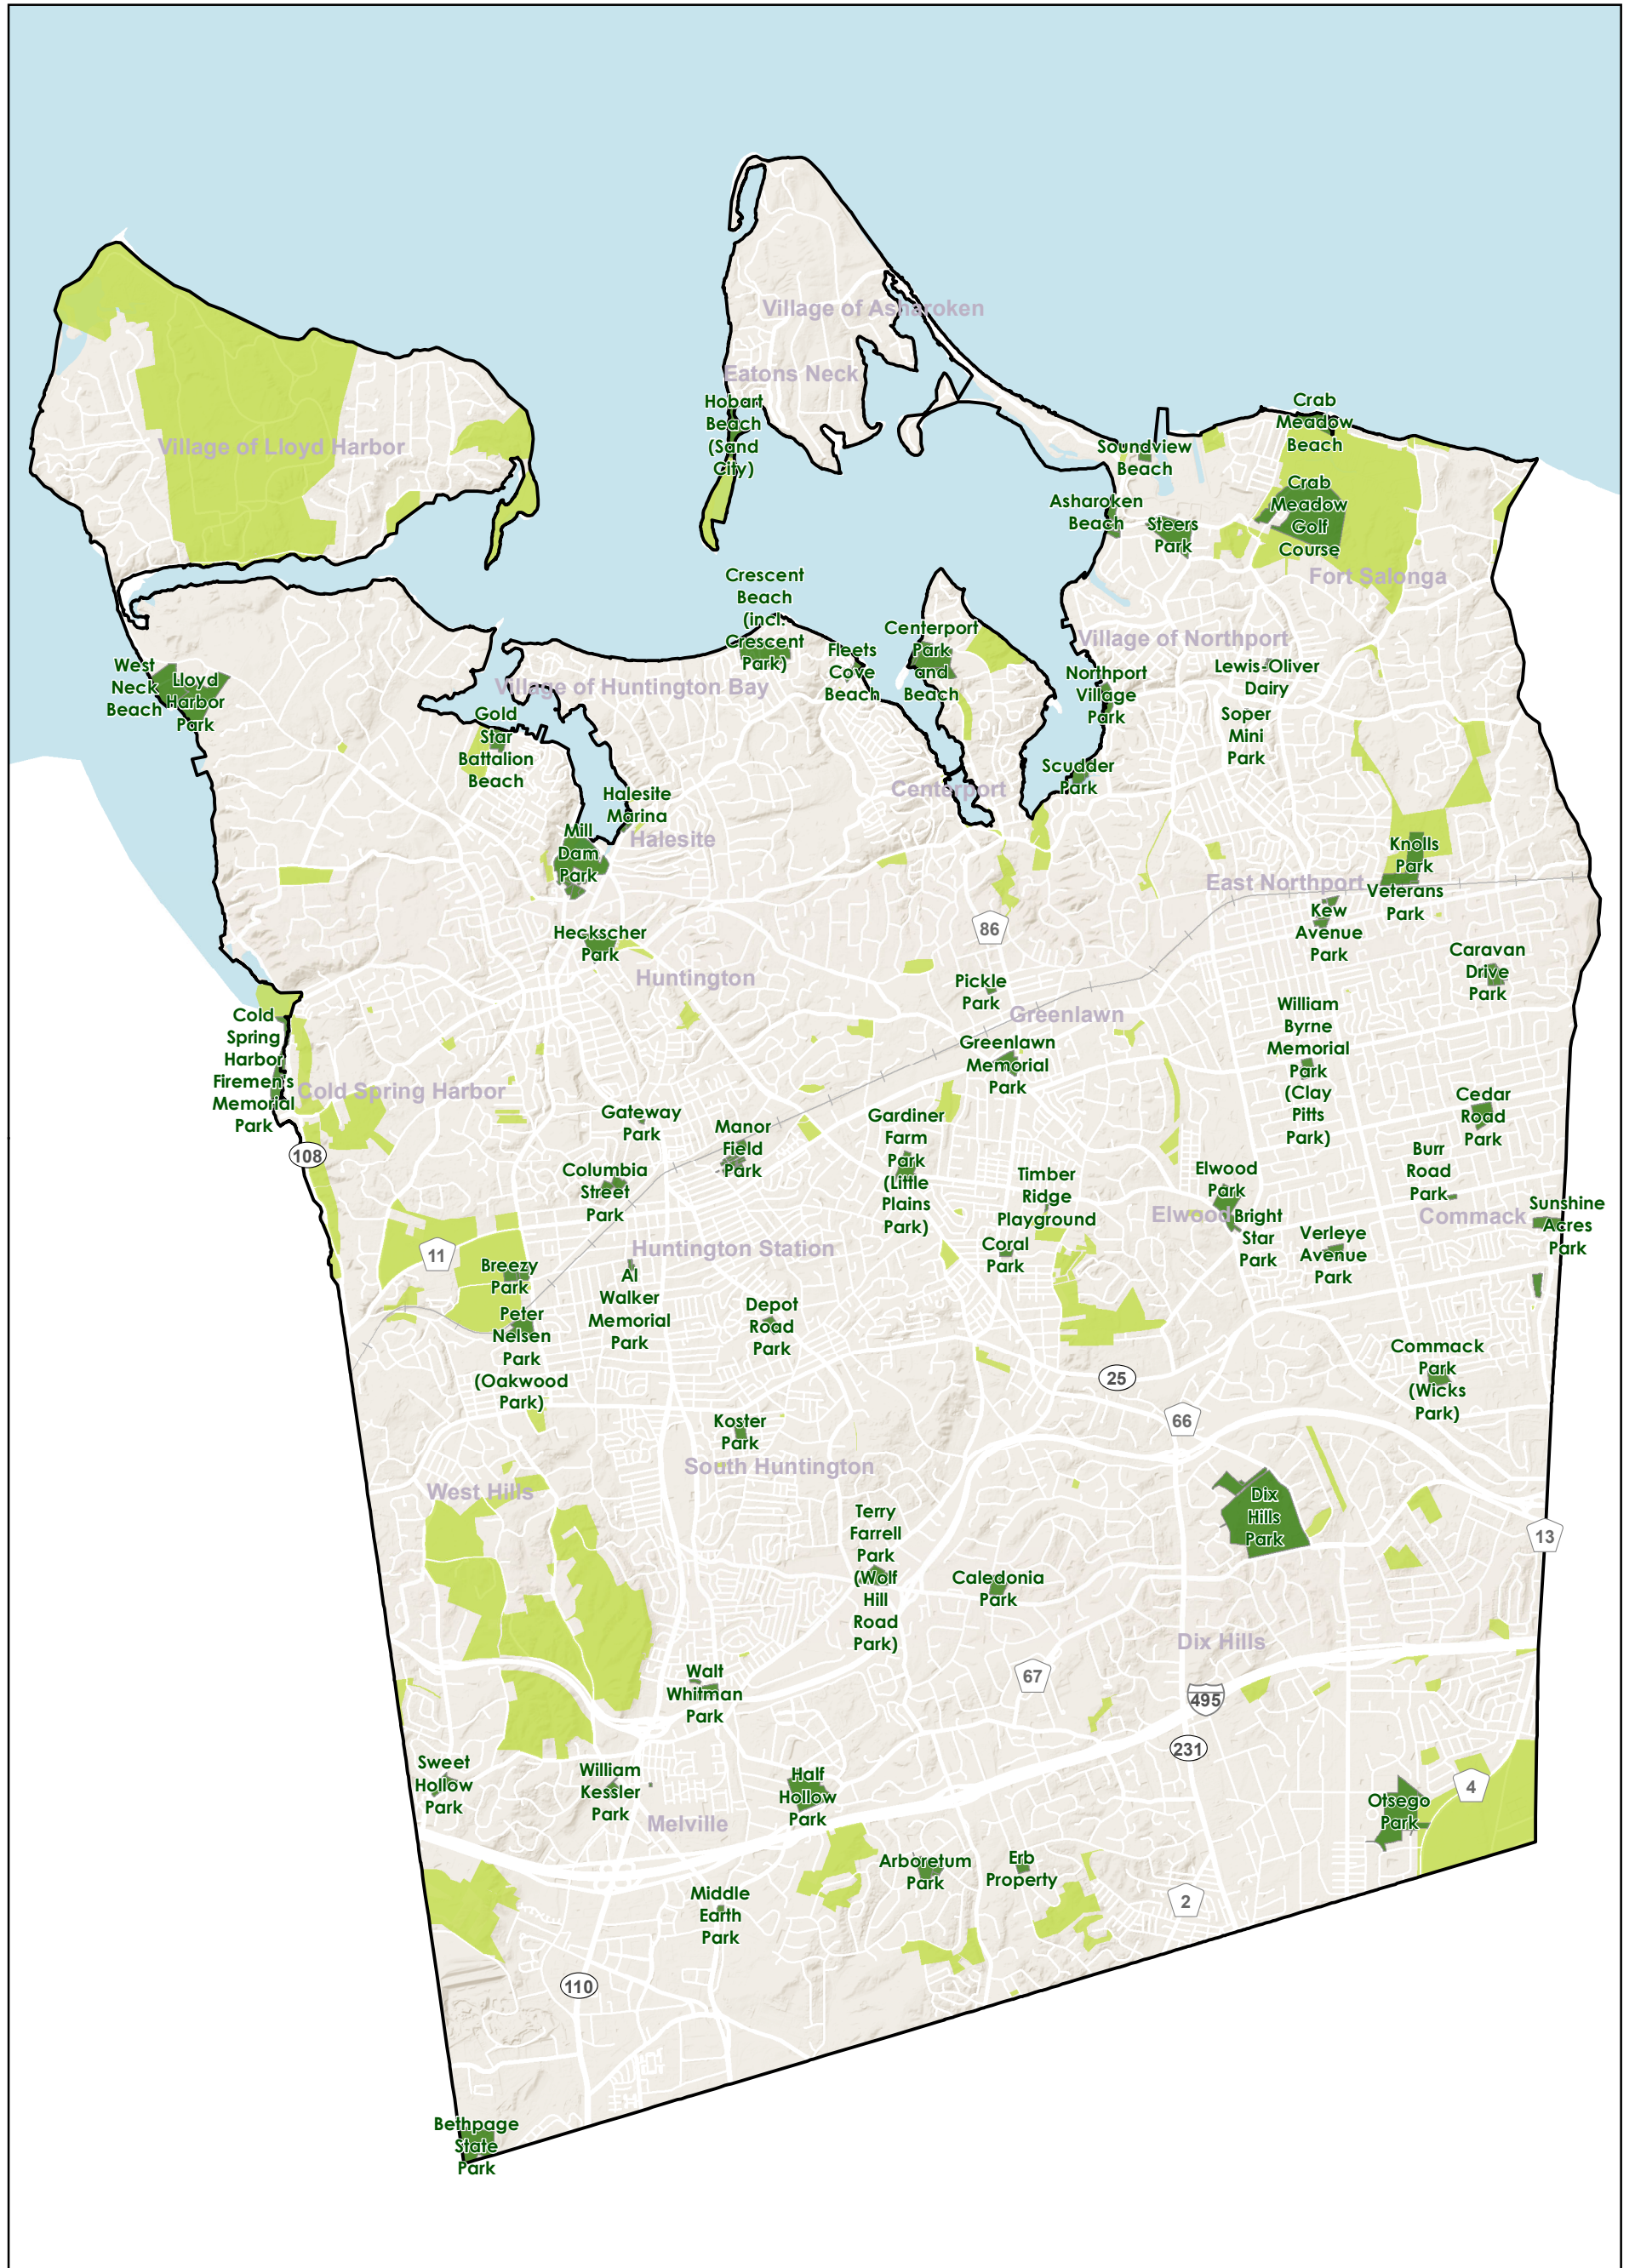 Village of Asharoken
Eatons Neck
Hobart
Beach
(Sand
City)
Village of Lloyd Harbor
Crab
Meadow
Beach
Soundview
Beach
Crab
Meadow
Golf
Course
Asharoken
Beach
Steers
Park
Fort Salonga
Crescent
Beach
(incl.
Crescent
Park)
Fleets
Cove
Beach
Centerport
Park
and
Beach
Village of Northport
Northport
Village
Park
Lewis-Oliver
Dairy
Soper
Mini
Park
West
Neck
Beach
Lloyd
Harbor
Park
Village of Huntington Bay
Gold
Star
Battalion
Beach
Scudder
Park
Centerport
Halesite
Marina
Halesite
Mill
Dam
Park
Knolls
Park
East Northport
Veterans
Park
Kew
Avenue
Park
86
Heckscher
Park
Huntington
Caravan
Drive
Park
Pickle
Park
Greenlawn
William
Byrne
Memorial
Park
(Clay
Pitts
Park)
Cold
Spring
Harbor
Firemen's
Memorial
Park
Greenlawn
Memorial
Park
Cold Spring Harbor
Cedar
Road
Park
Gateway
Park
Manor
Field
Park
Gardiner
Farm
Park
(Little
Plains
Park)
108
Burr
Road
Park
Columbia
Street
Park
Timber
Ridge
Playground
Elwood
Park
Elwood
Bright
Star
Park
Commack
Sunshine
Acres
Park
Verleye
Avenue
Park
Coral
Park
Huntington Station
11
Breezy
Park
Al
Walker
Memorial
Park
Peter
Nelsen
Park
(Oakwood
Park)
Depot
Road
Park
25
Commack
Park
(Wicks
Park)
66
Koster
Park
South Huntington
West Hills
Dix
Hills
Park
13
Terry
Farrell
Park
(Wolf
Hill
Road
Park)
Caledonia
Park
Dix Hills
67
Walt
Whitman
Park
495
231
Sweet
Hollow
Park
William
Kessler
Park
Half
Hollow
Park
Melville
Otsego
Park
4
Arboretum
Park
Erb
Property
Middle
Earth
Park
2
110
Bethpage
State
Park